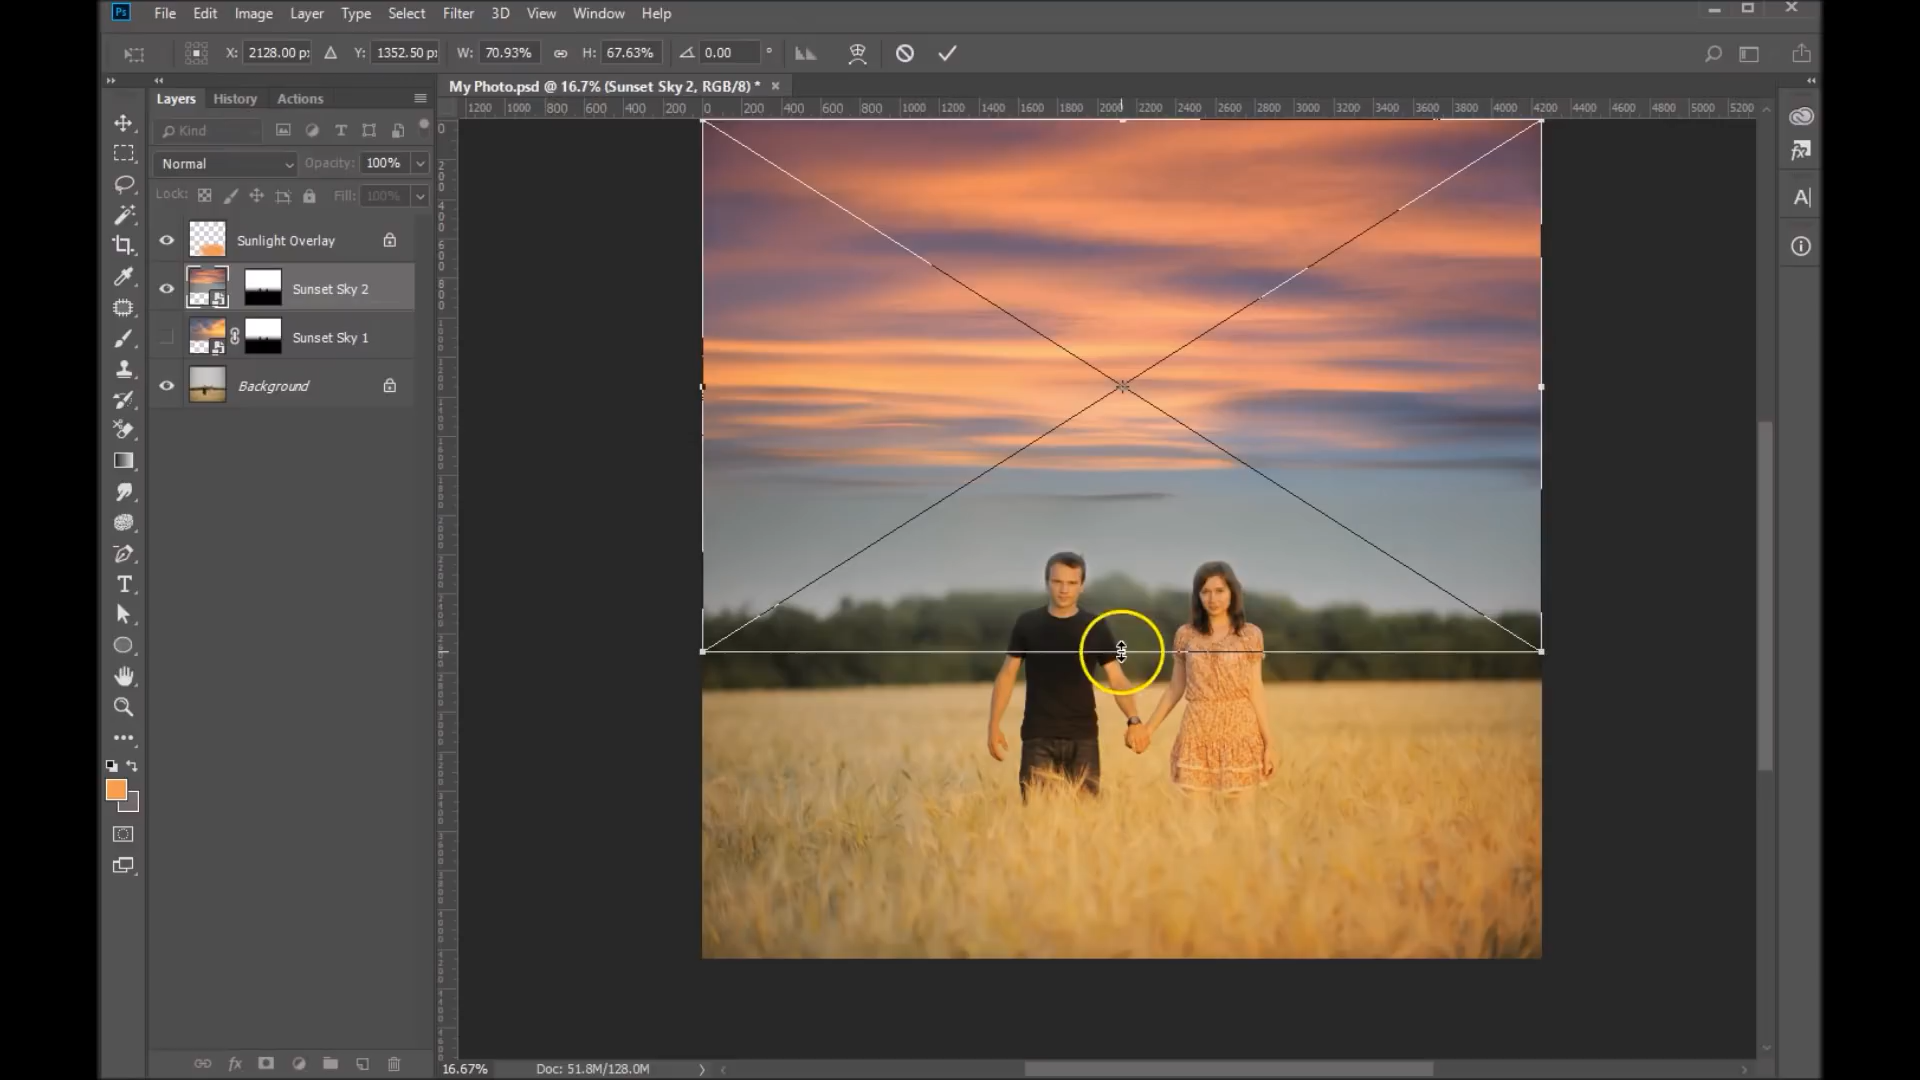 Ps File Edit Image Layer Type Select Filter 3D View Window Help
X: 2128.00 p Y: 1352.50 p W: 70.93% H: 67.63% 0.00 °
Layers History Actions
My Photo.psd @ 16.7% (Sunset Sky 2, RGB/8) *
1200 1000 800 600 400 200 0 200 400 600 800 1000 1200 1400 1600 1800 2000 2200 2400 2600 2800 3000 3200 3400 3600 3800 4000 4200 4400 4600 4800 5000 5200
Kind
Normal Opacity: 100%
Lock: Fill: 100%
Sunlight Overlay
Sunset Sky 2
Sunset Sky 1
Background
16.67% Doc: 51.8M/128.0M